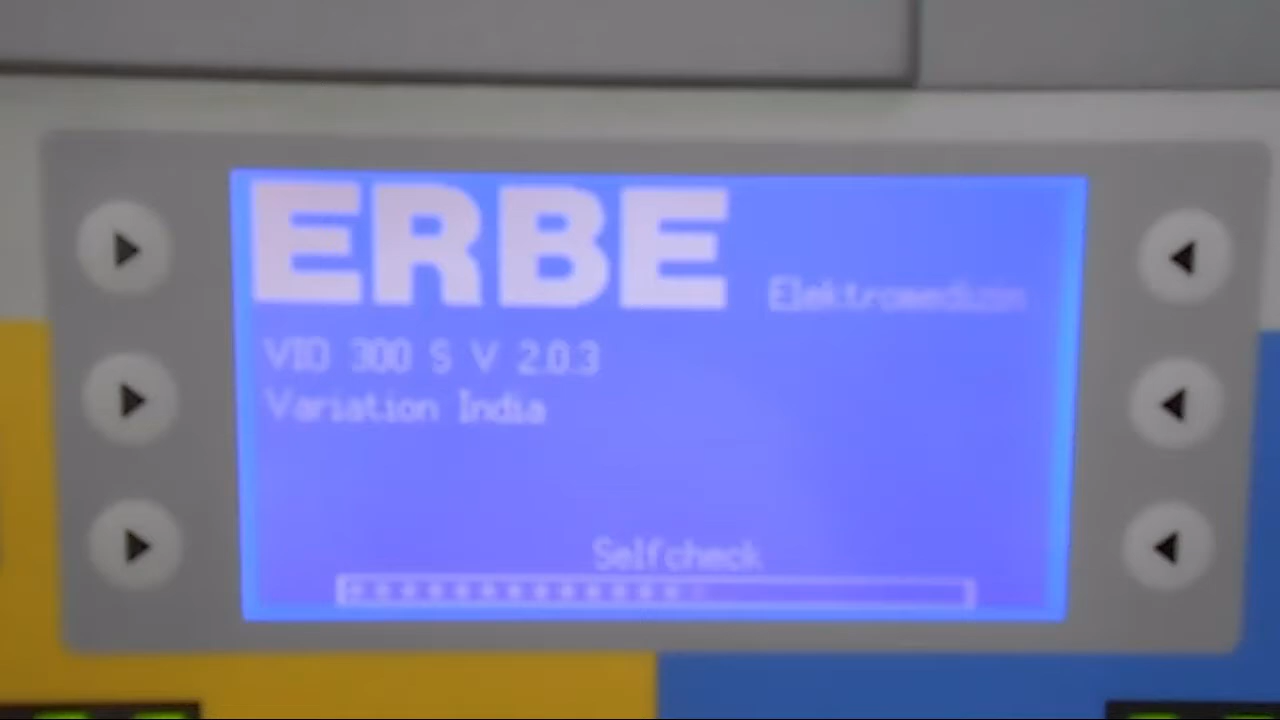 ERBE Elektromedizin
VIO 300 S V 2.0.3
Variation India
Selfcheck